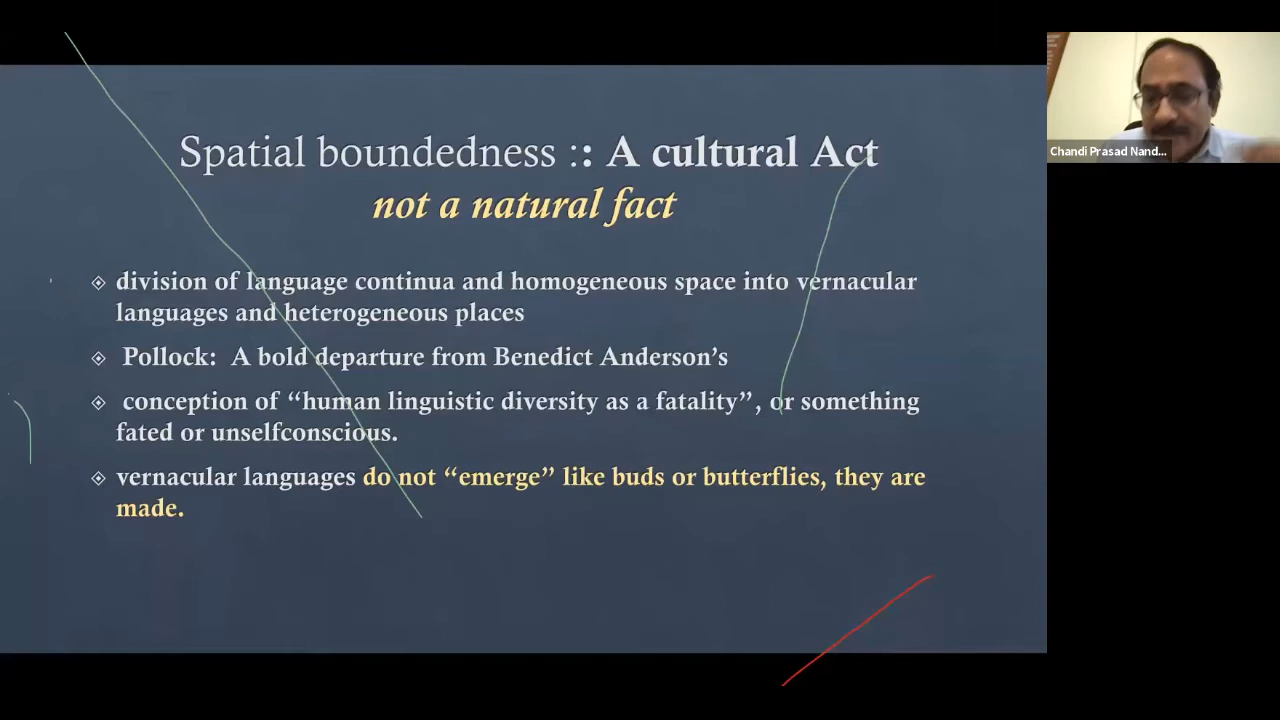 Spatial boundedness :: A cultural Act
not a natural fact
division of language continua and homogeneous space into vernacular
languages and heterogeneous places
Pollock: A bold departure from Benedict Anderson’s
conception of “human linguistic diversity as a fatality”, or something
fated or unselfconscious.
vernacular languages do not “emerge” like buds or butterflies, they are
made.
Chandi Prasad Nand...